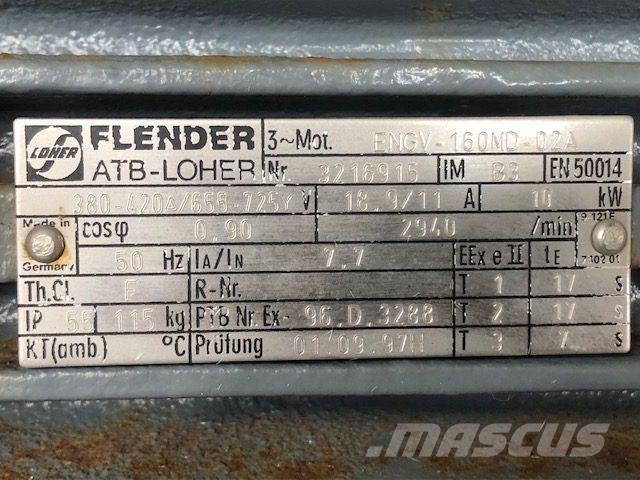 LOHER FLENDER 3~Mot. ENGV-160MD-02A
ATB-LOHER Nr. 3216915 IM B3 EN 50014
380-420△/656-725Y V 18.9/11 A 10 kW
Made in Germany cosφ 0,90 2940 /min
50 Hz IA/IN 7.7 EEx e II tE
Th.Cl. F R-Nr. T 1 17 s
IP 115 kg PTB Nr. Ex- 96.D.3288 T 2 17 s
KT(amb) °C Prüfung 01/09.97H T 3 7 s
MASCUS